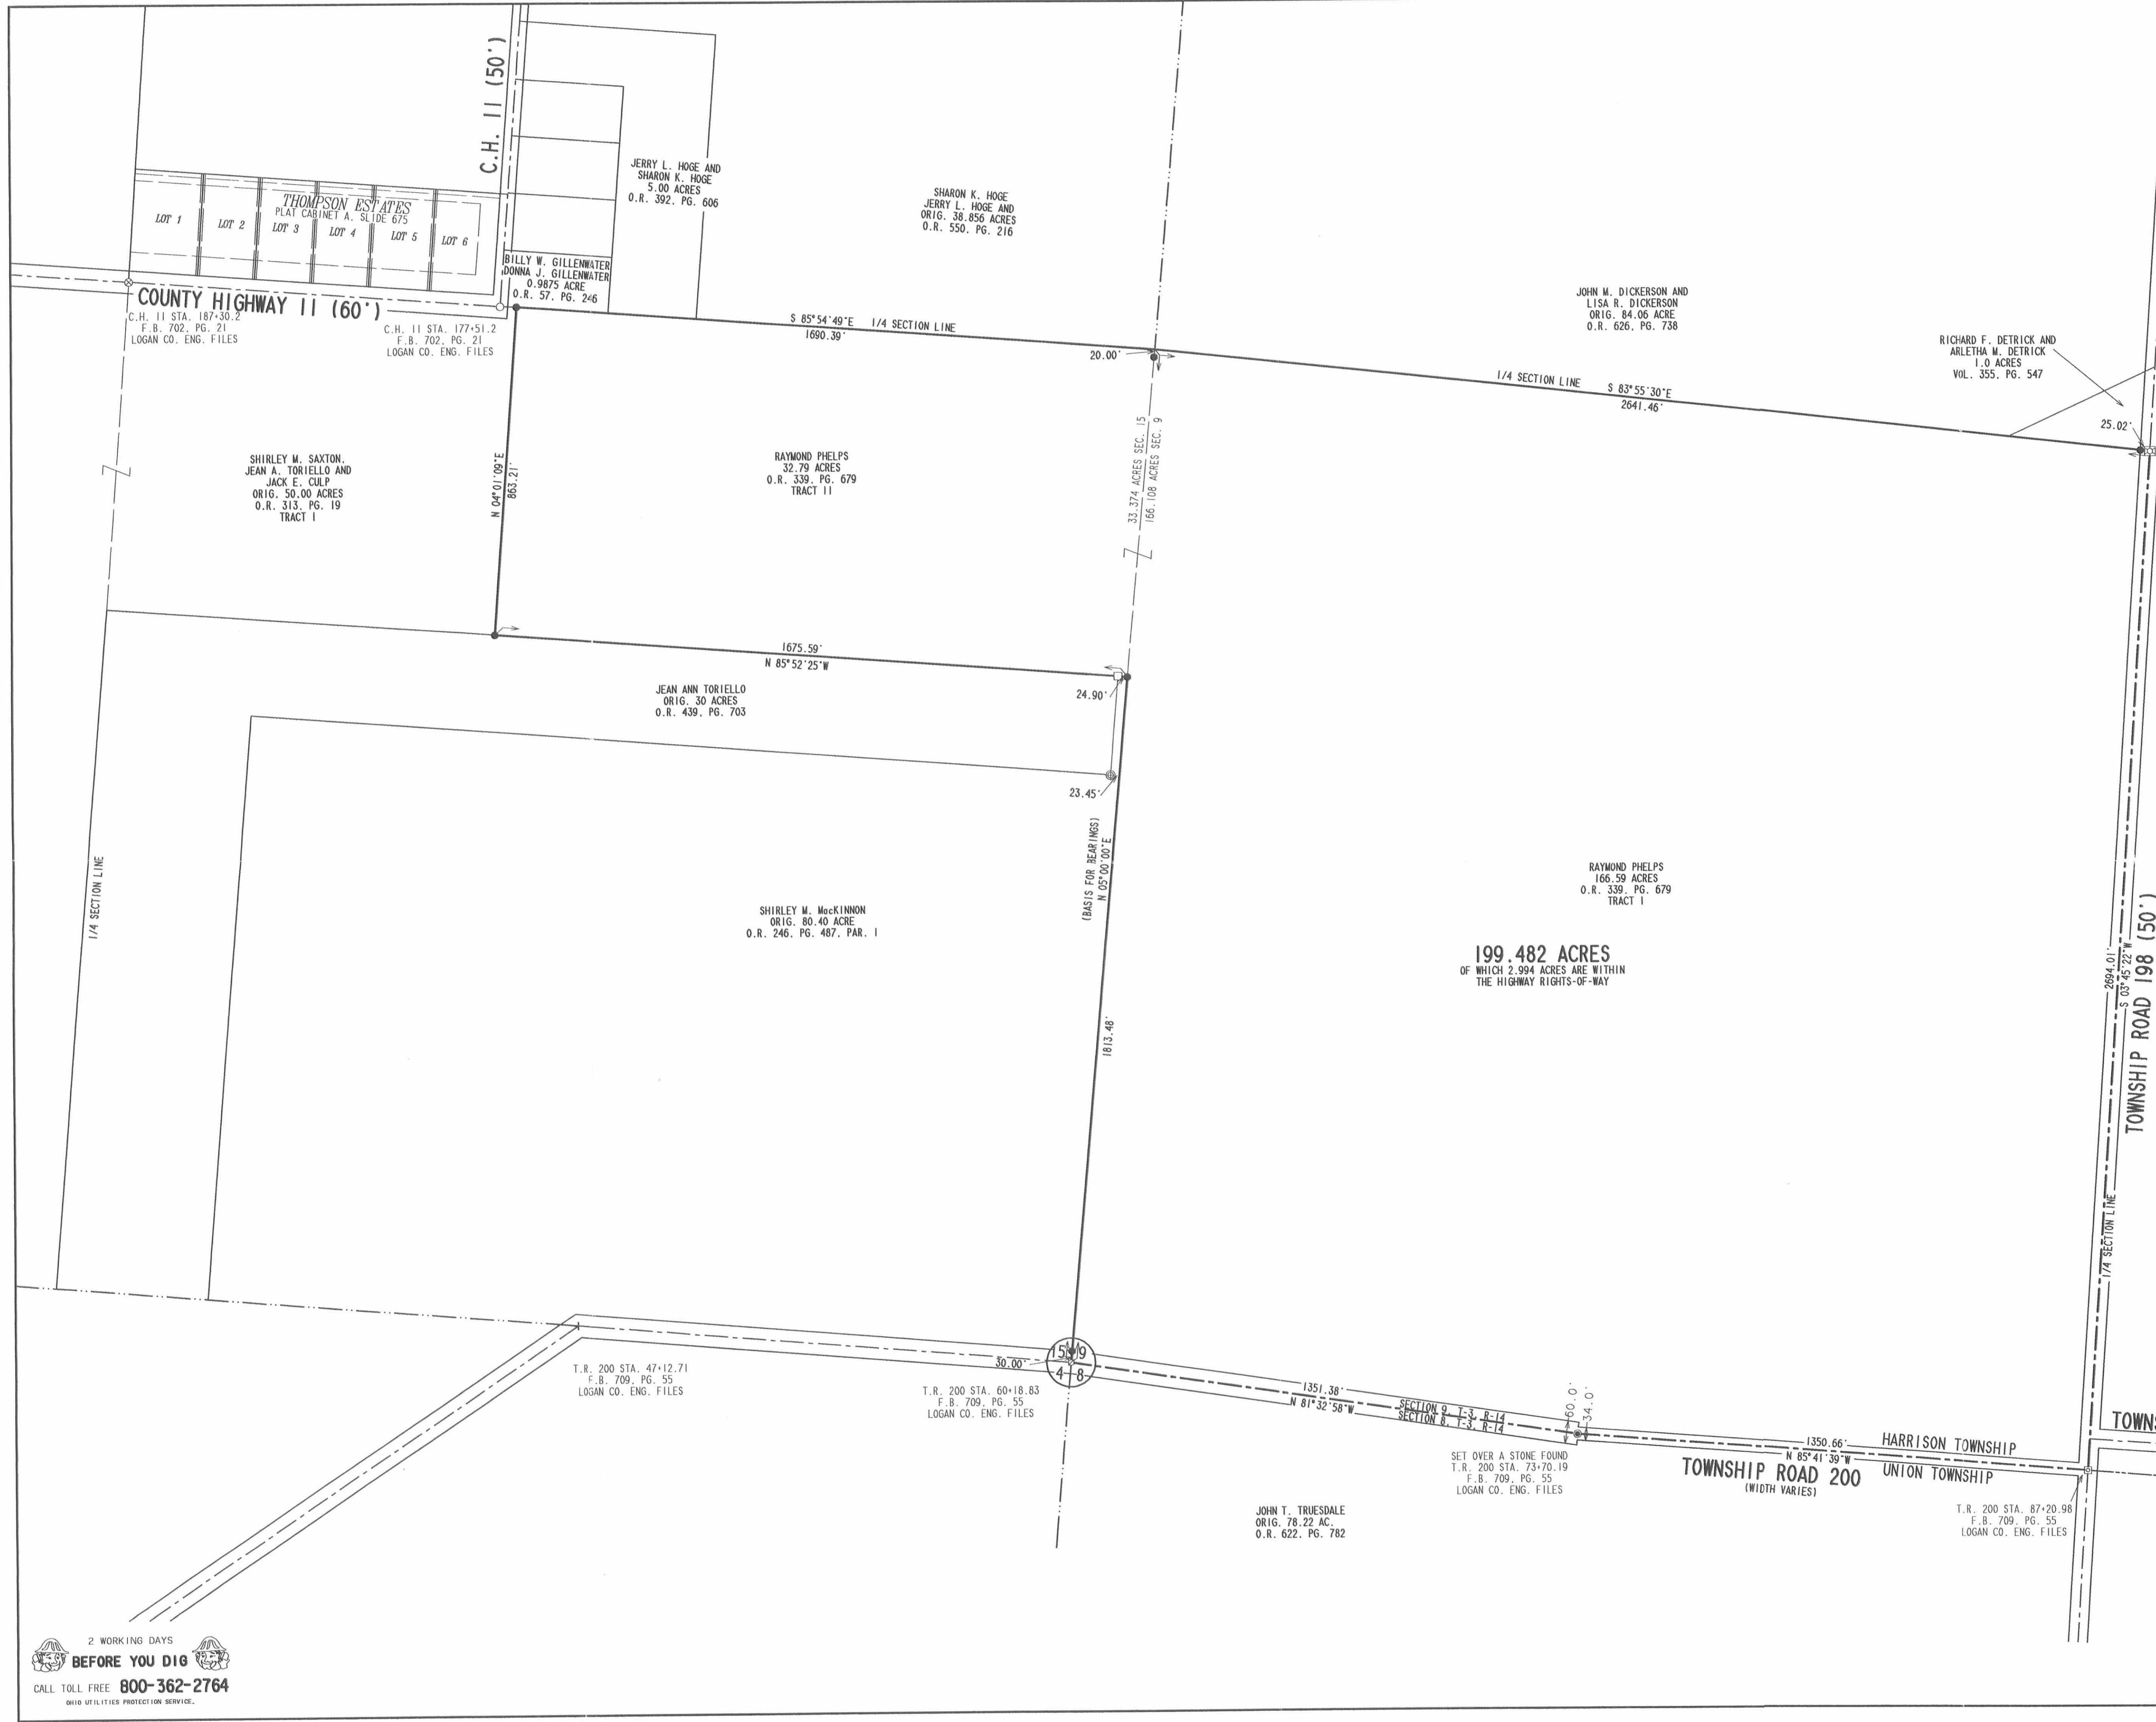 C.H. 11 (50')
JERRY L. HOGE AND
SHARON K. HOGE
5.00 ACRES
O.R. 392, PG. 606
SHARON K. HOGE
JERRY L. HOGE AND
ORIG. 38.856 ACRES
O.R. 550, PG. 216
THOMPSON ESTATES
PLAT CABINET A, SLIDE 675
LOT 1
LOT 2
LOT 3
LOT 4
LOT 5
LOT 6
BILLY W. GILLENWATER
DONNA J. GILLENWATER
0.9875 ACRE
O.R. 57, PG. 246
COUNTY HIGHWAY 11 (60')
C.H. 11 STA. 187+30.2
F.B. 702, PG. 21
LOGAN CO. ENG. FILES
C.H. 11 STA. 177+51.2
F.B. 702, PG. 21
LOGAN CO. ENG. FILES
S 85°54'49"E 1/4 SECTION LINE
1690.39'
20.00'
JOHN M. DICKERSON AND
LISA R. DICKERSON
ORIG. 84.06 ACRE
O.R. 626, PG. 738
RICHARD F. DETRICK AND
ARLETHA M. DETRICK
1.0 ACRES
VOL. 355, PG. 547
1/4 SECTION LINE S 83°55'30"E
2641.46'
25.02'
SHIRLEY M. SAXTON,
JEAN A. TORIELLO AND
JACK E. CULP
ORIG. 50.00 ACRES
O.R. 313, PG. 19
TRACT I
N 04°01'09"E
863.21'
RAYMOND PHELPS
32.79 ACRES
O.R. 339, PG. 679
TRACT II
33.374 ACRES SEC. 15
166.108 ACRES SEC. 9
1675.59'
N 85°52'25"W
24.90'
JEAN ANN TORIELLO
ORIG. 30 ACRES
O.R. 439, PG. 703
23.45'
(BASIS FOR BEARINGS)
N 05°00'00"E
1813.48'
1/4 SECTION LINE
SHIRLEY M. MacKINNON
ORIG. 80.40 ACRE
O.R. 246, PG. 487, PAR. I
RAYMOND PHELPS
166.59 ACRES
O.R. 339, PG. 679
TRACT I
199.482 ACRES
OF WHICH 2.994 ACRES ARE WITHIN
THE HIGHWAY RIGHTS-OF-WAY
2694.01'
S 03°45'22"W
TOWNSHIP ROAD 198 (50')
1/4 SECTION LINE
15 9
4 8
30.00'
T.R. 200 STA. 47+12.71
F.B. 709, PG. 55
LOGAN CO. ENG. FILES
T.R. 200 STA. 60+18.83
F.B. 709, PG. 55
LOGAN CO. ENG. FILES
1351.38'
N 81°32'58"W
SECTION 9, T-3, R-14
SECTION 8, T-3, R-14
60.0'
34.0'
SET OVER A STONE FOUND
T.R. 200 STA. 73+70.19
F.B. 709, PG. 55
LOGAN CO. ENG. FILES
1350.66'
N 85°41'39"W
HARRISON TOWNSHIP
UNION TOWNSHIP
TOWNSHIP ROAD 200
(WIDTH VARIES)
TOWNS
T.R. 200 STA. 87+20.98
F.B. 709, PG. 55
LOGAN CO. ENG. FILES
JOHN T. TRUESDALE
ORIG. 78.22 AC.
O.R. 622, PG. 782
2 WORKING DAYS
BEFORE YOU DIG
CALL TOLL FREE 800-362-2764
OHIO UTILITIES PROTECTION SERVICE.